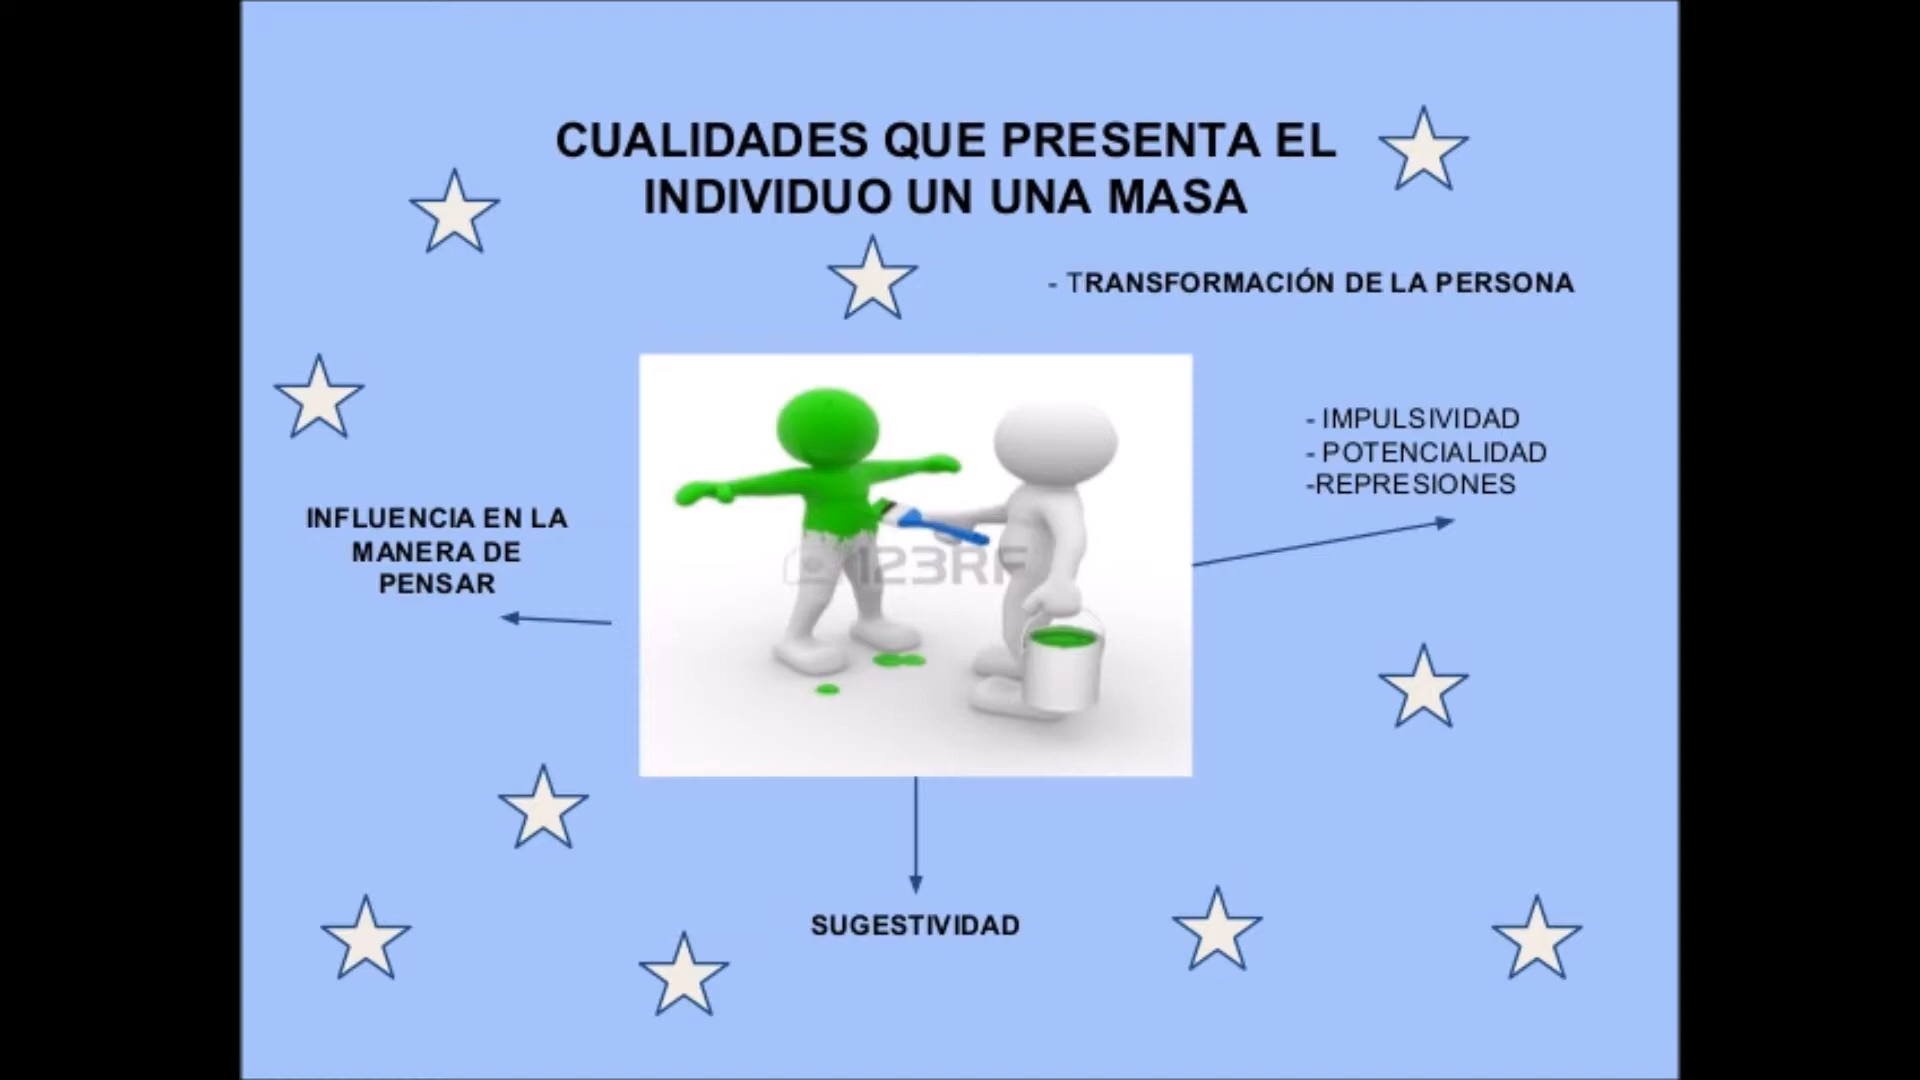 CUALIDADES QUE PRESENTA EL
INDIVIDUO UN UNA MASA
- TRANSFORMACIÓN DE LA PERSONA
- IMPULSIVIDAD
- POTENCIALIDAD
-REPRESIONES
INFLUENCIA EN LA
MANERA DE
PENSAR
123RF
SUGESTIVIDAD